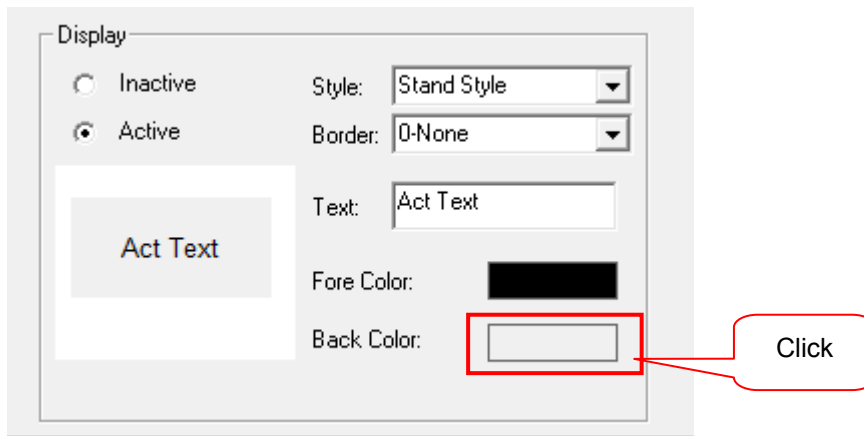 Display
Inactive
Style: Stand Style
Active
Border: 0-None
Text: Act Text
Act Text
Fore Color:
Back Color:
Click